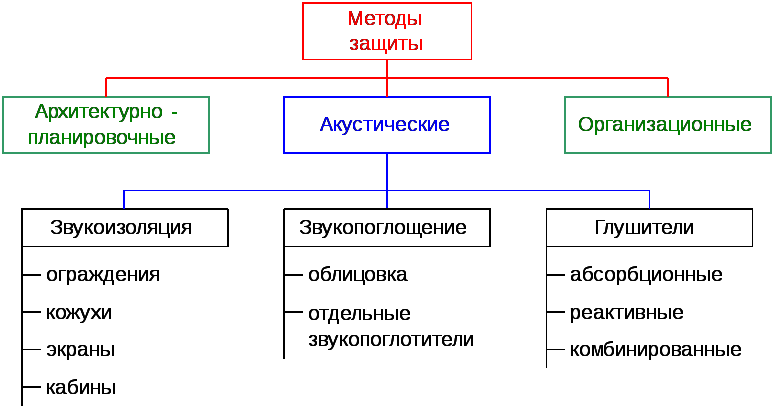 Методы
защиты
Архитектурно -
планировочные
Акустические
Организационные
Звукоизоляция
ограждения
кожухи
экраны
кабины
Звукопоглощение
облицовка
отдельные
звукопоглотители
Глушители
абсорбционные
реактивные
комбинированные